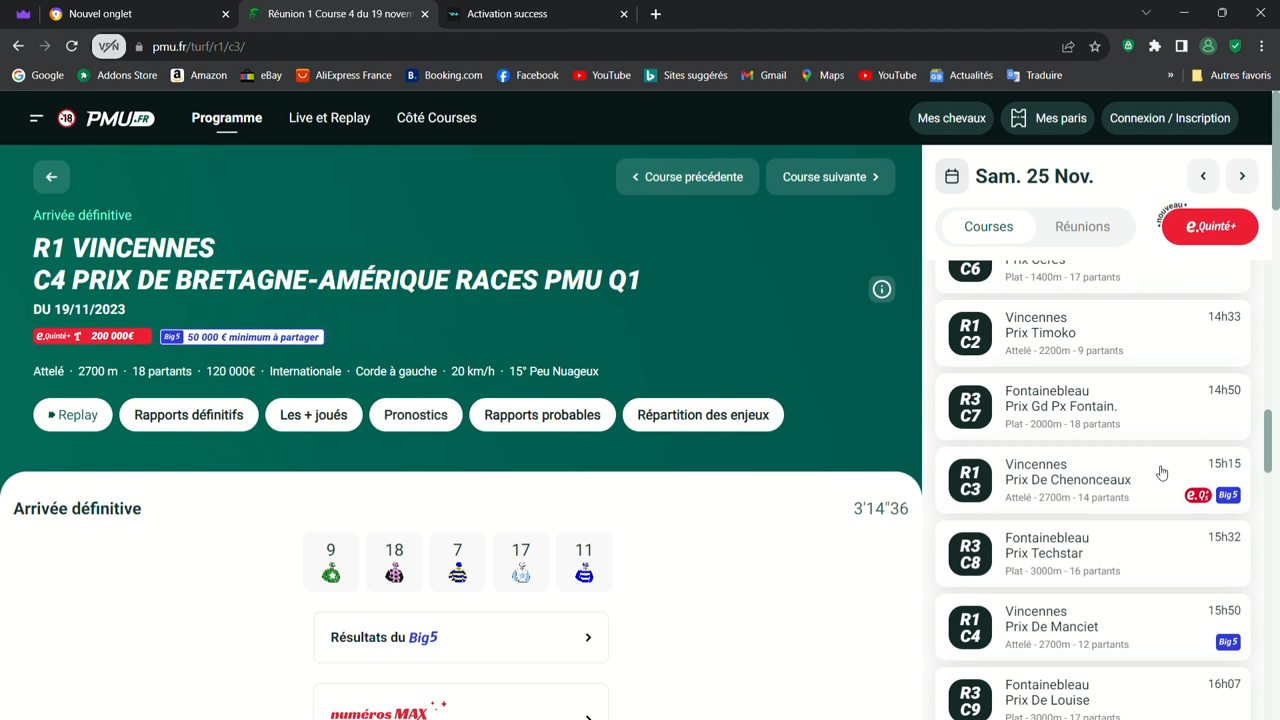 Nouvel onglet
Réunion 1 Course 4 du 19 novem
Activation success
VPN
pmu.fr/turf/r1/c3/
Google
Addons Store
Amazon
eBay
AliExpress France
Booking.com
Facebook
YouTube
Sites suggérés
Gmail
Maps
YouTube
Actualités
Traduire
»
Autres favoris
-18
PMU.FR
Programme
Live et Replay
Côté Courses
Mes chevaux
Mes paris
Connexion / Inscription
Course précédente
Course suivante
Arrivée définitive
R1 VINCENNES
C4 PRIX DE BRETAGNE-AMÉRIQUE RACES PMU Q1
DU 19/11/2023
e.Quinté+ T 200 000€
Big5 50 000 € minimum à partager
Attelé · 2700 m · 18 partants · 120 000€ · Internationale · Corde à gauche · 20 km/h · 15° Peu Nuageux
Replay
Rapports définitifs
Les + joués
Pronostics
Rapports probables
Répartition des enjeux
Arrivée définitive
3'14"36
9 18 7 17 11
Résultats du Big5
numéros MAX
Sam. 25 Nov.
Courses
Réunions
nouveau
e.Quinté+
C6
Plat - 1400m - 17 partants
R1 C2
Vincennes 14h33
Prix Timoko
Attelé - 2200m - 9 partants
R3 C7
Fontainebleau 14h50
Prix Gd Px Fontain.
Plat - 2000m - 18 partants
R1 C3
Vincennes 15h15
Prix De Chenonceaux
Attelé - 2700m - 14 partants
e.Q+ Big5
R3 C8
Fontainebleau 15h32
Prix Techstar
Plat - 3000m - 16 partants
R1 C4
Vincennes 15h50
Prix De Manciet
Attelé - 2700m - 12 partants
Big5
R3 C9
Fontainebleau 16h07
Prix De Louise
Plat - 3000m - 17 partants